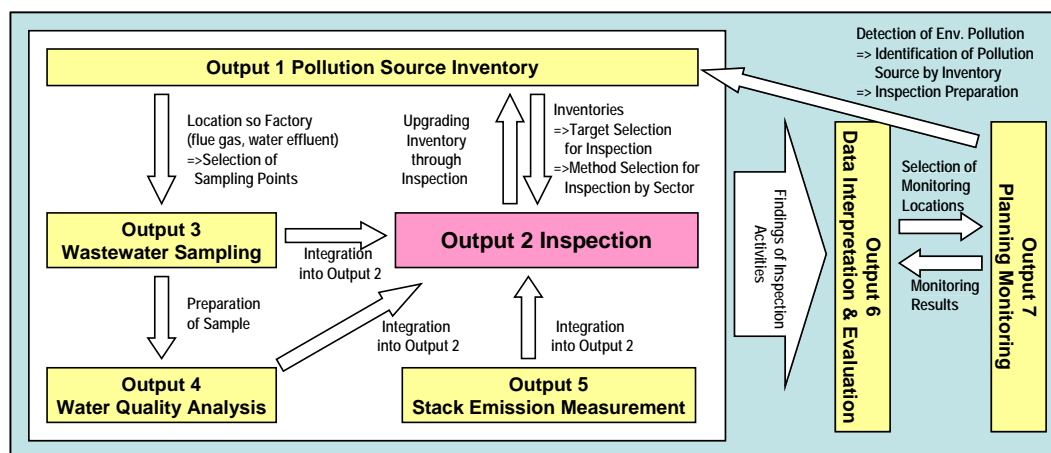 Output 1 Pollution Source Inventory
Location so Factory
(flue gas, water effluent)
=>Selection of
Sampling Points
Upgrading
Inventory
through
Inspection
Inventories
=>Target Selection
for Inspection
=>Method Selection for
Inspection by Sector
Output 3
Wastewater Sampling
Integration
into Output 2
Output 2 Inspection
Preparation
of Sample
Integration
into Output 2
Integration
into Output 2
Output 4
Water Quality Analysis
Output 5
Stack Emission Measurement
Findings of Inspection
Activities
Output 6
Data Interpretation & Evaluation
Detection of Env. Pollution
=> Identification of Pollution
Source by Inventory
=> Inspection Preparation
Selection of
Monitoring
Locations
Monitoring
Results
Output 7
Planning Monitoring